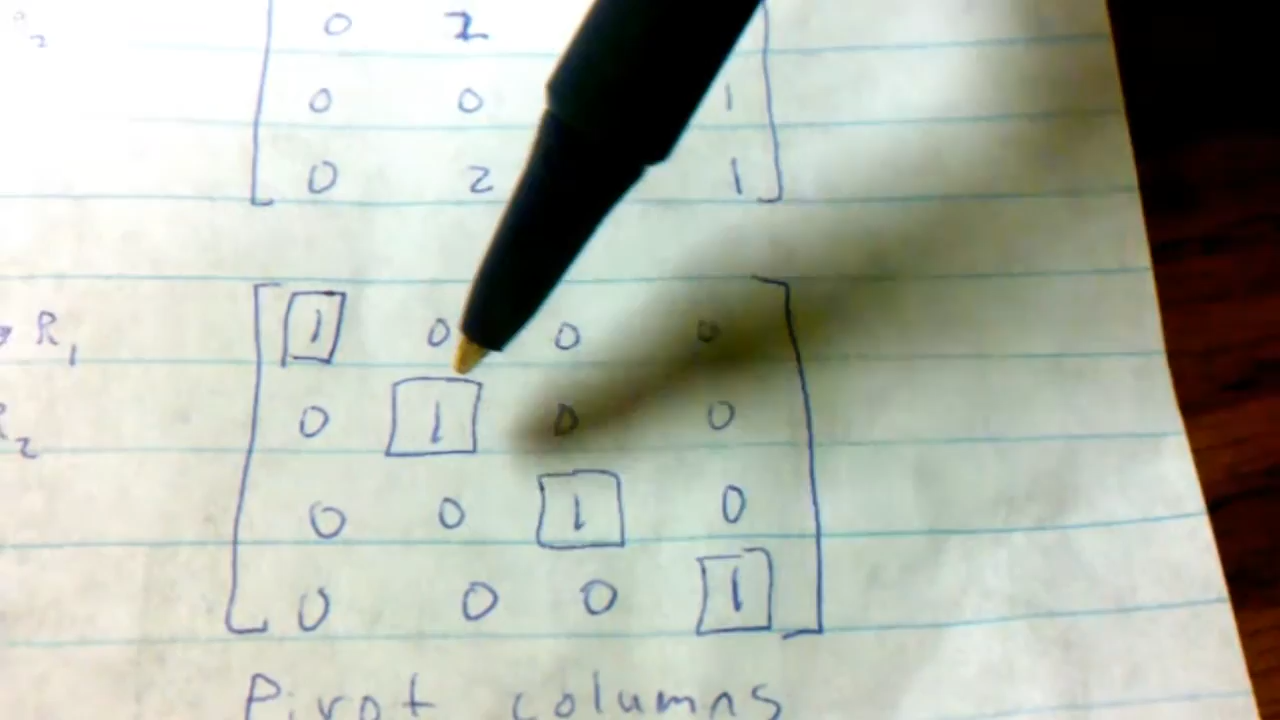 0 2
0 0 1
0 2 1
R1 1 0 0 0
R2 0 1 0 0
0 0 1 0
0 0 0 1
Pivot columns